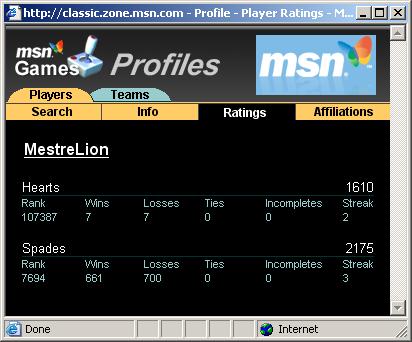 http://classic.zone.msn.com - Profile - Player Ratings - M...
msn
Games Profiles
msn
Players Teams
Search Info Ratings Affiliations
MestreLion
Hearts 1610
Rank Wins Losses Ties Incompletes Streak
107387 7 7 0 0 2
Spades 2175
Rank Wins Losses Ties Incompletes Streak
7694 661 700 0 0 3
Done Internet